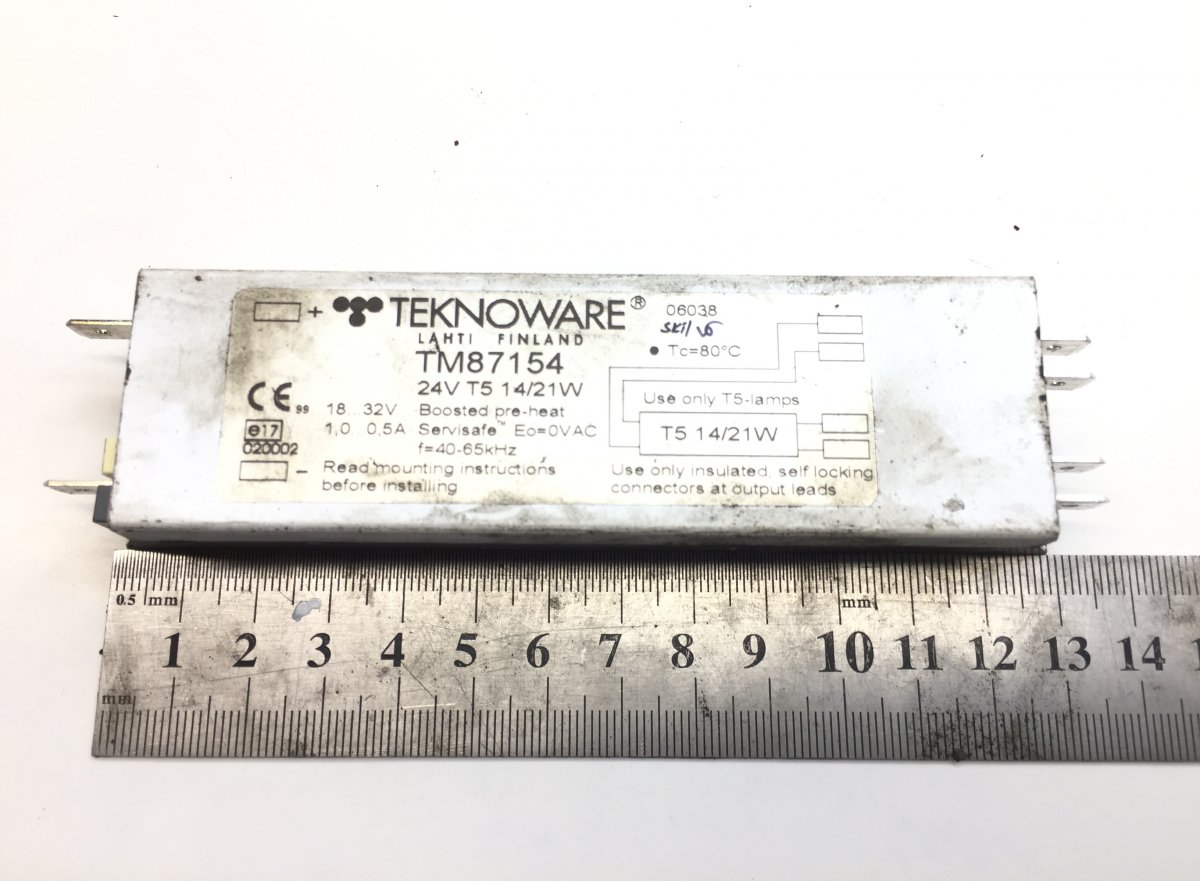 + TEKNOWARE®
LAHTI FINLAND
TM87154
24V T5 14/21W
CE 99
18...32V Boosted pre-heat
1,0...0,5A Servisafe™ Eo=0VAC
f=40-65kHz
e17
020002
- Read mounting instructions
before installing
06038
• Tc=80°C
Use only T5-lamps
T5 14/21W
Use only insulated, self locking
connectors at output leads
0.5 mm mm
1 2 3 4 5 6 7 8 9 10 11 12 13 14
mm